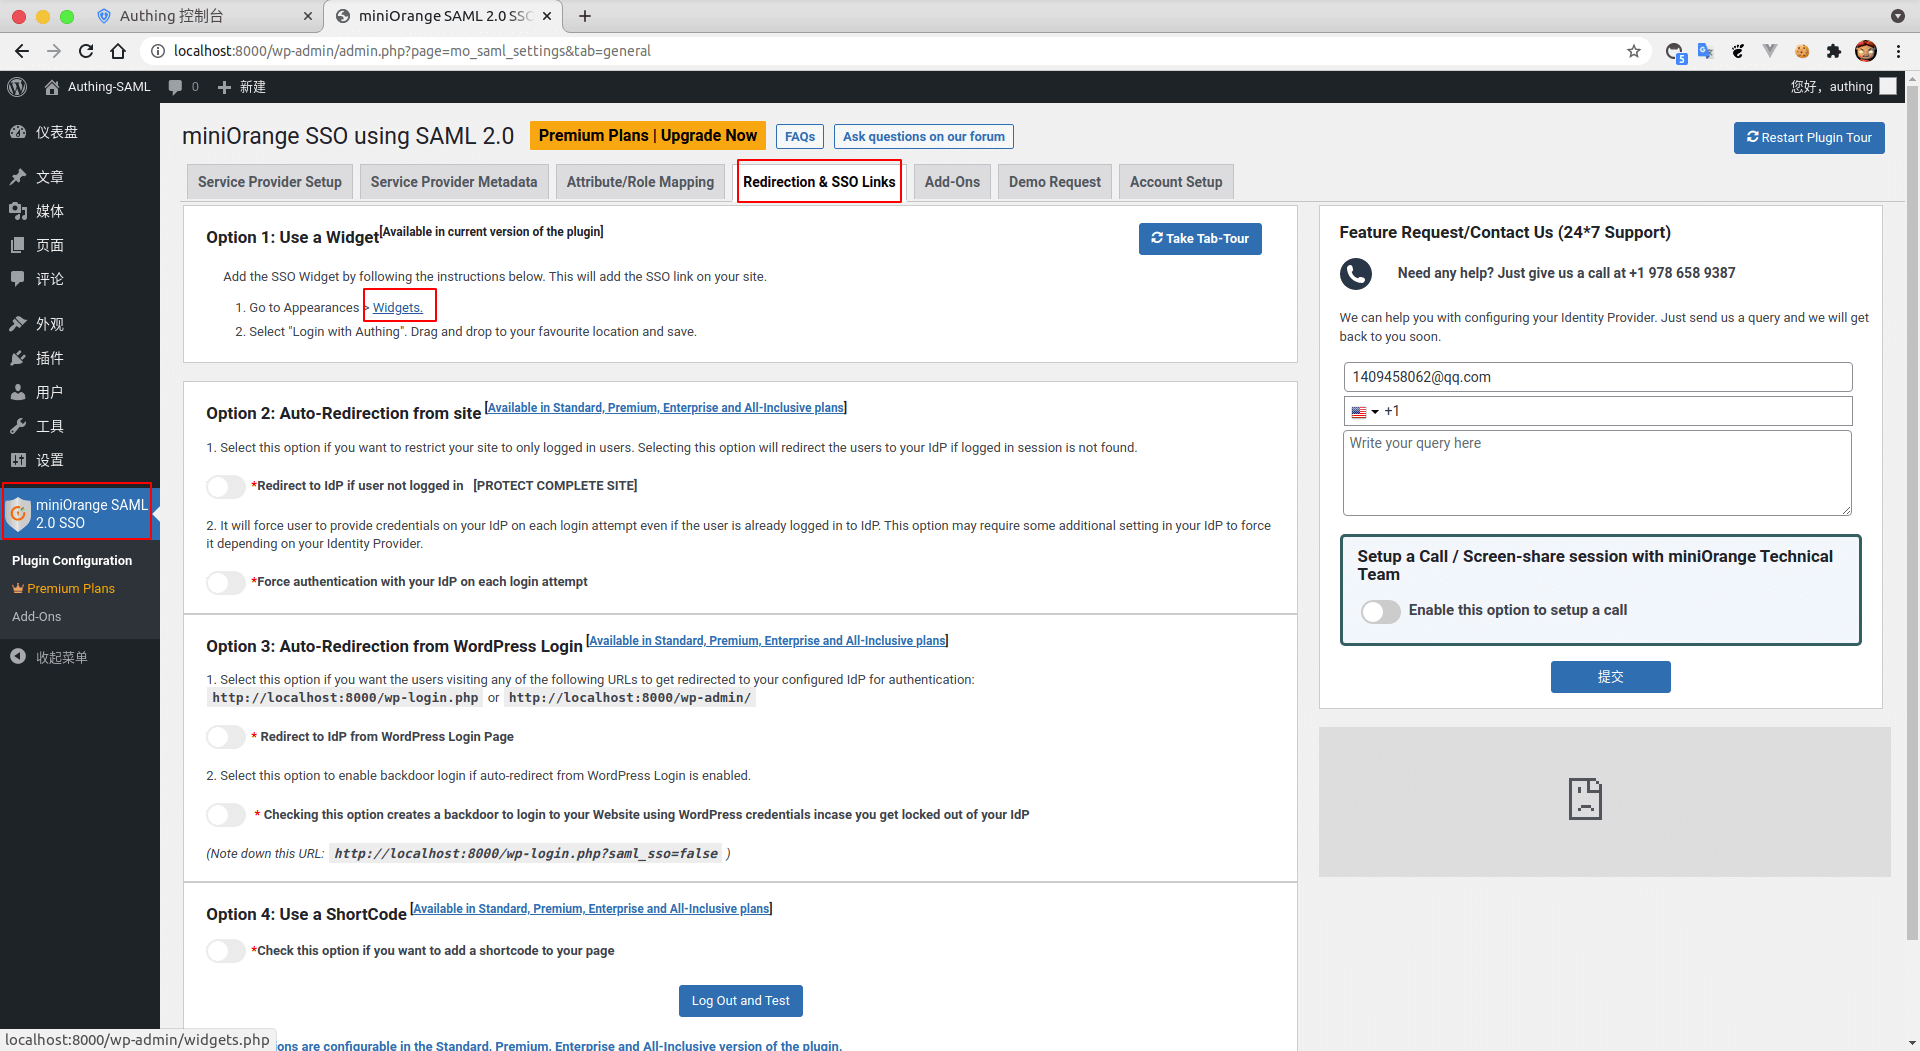 Authing 控制台
miniOrange SAML 2.0 SSO
localhost:8000/wp-admin/admin.php?page=mo_saml_settings&tab=general
5
Authing-SAML
0
新建
您好，authing
仪表盘
文章
媒体
页面
评论
外观
插件
用户
工具
设置
miniOrange SAML
2.0 SSO
Plugin Configuration
Premium Plans
Add-Ons
收起菜单
miniOrange SSO using SAML 2.0
Premium Plans | Upgrade Now
FAQs
Ask questions on our forum
Restart Plugin Tour
Service Provider Setup
Service Provider Metadata
Attribute/Role Mapping
Redirection & SSO Links
Add-Ons
Demo Request
Account Setup
Option 1: Use a Widget[Available in current version of the plugin]
Take Tab-Tour
Add the SSO Widget by following the instructions below. This will add the SSO link on your site.
1. Go to Appearances > Widgets.
2. Select "Login with Authing". Drag and drop to your favourite location and save.
Option 2: Auto-Redirection from site [Available in Standard, Premium, Enterprise and All-Inclusive plans]
1. Select this option if you want to restrict your site to only logged in users. Selecting this option will redirect the users to your IdP if logged in session is not found.
*Redirect to IdP if user not logged in [PROTECT COMPLETE SITE]
2. It will force user to provide credentials on your IdP on each login attempt even if the user is already logged in to IdP. This option may require some additional setting in your IdP to force
it depending on your Identity Provider.
*Force authentication with your IdP on each login attempt
Option 3: Auto-Redirection from WordPress Login [Available in Standard, Premium, Enterprise and All-Inclusive plans]
1. Select this option if you want the users visiting any of the following URLs to get redirected to your configured IdP for authentication:
http://localhost:8000/wp-login.php or http://localhost:8000/wp-admin/
* Redirect to IdP from WordPress Login Page
2. Select this option to enable backdoor login if auto-redirect from WordPress Login is enabled.
* Checking this option creates a backdoor to login to your Website using WordPress credentials incase you get locked out of your IdP
(Note down this URL: http://localhost:8000/wp-login.php?saml_sso=false )
Option 4: Use a ShortCode [Available in Standard, Premium, Enterprise and All-Inclusive plans]
*Check this option if you want to add a shortcode to your page
Log Out and Test
ons are configurable in the Standard, Premium, Enterprise and All-Inclusive version of the plugin.
Feature Request/Contact Us (24*7 Support)
Need any help? Just give us a call at +1 978 658 9387
We can help you with configuring your Identity Provider. Just send us a query and we will get
back to you soon.
1409458062@qq.com
+1
Write your query here
Setup a Call / Screen-share session with miniOrange Technical
Team
Enable this option to setup a call
提交
localhost:8000/wp-admin/widgets.php